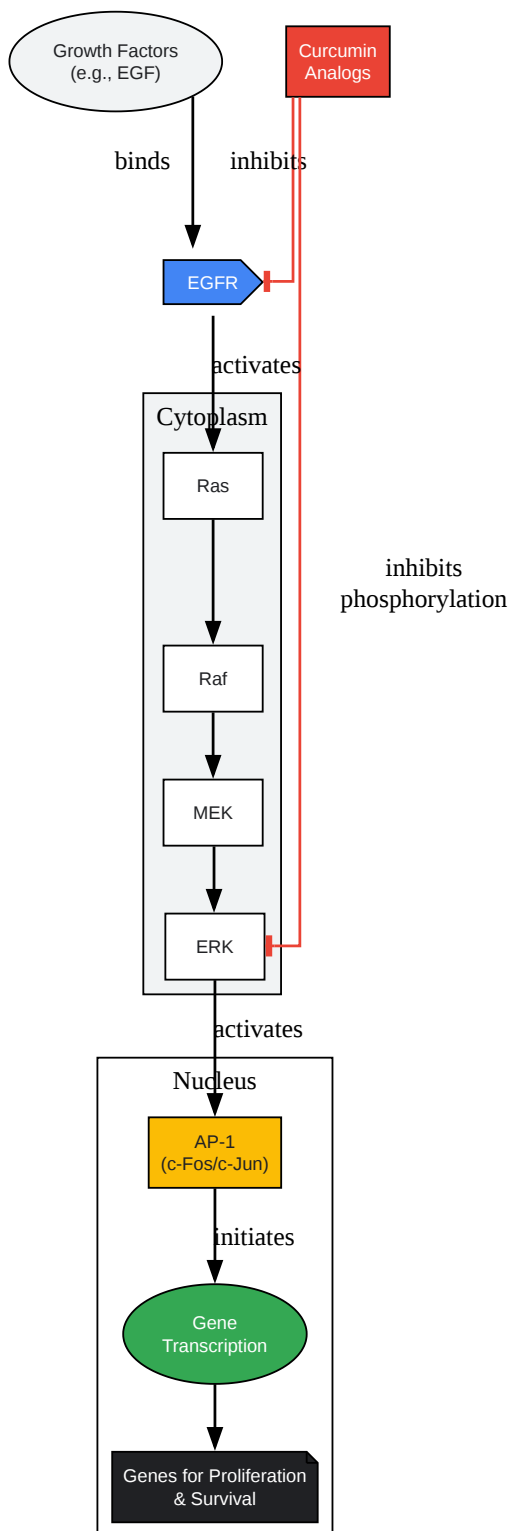 Growth Factors
(e.g., EGF)
Curcumin
Analogs
binds
inhibits
EGFR
activates
Cytoplasm
Ras
inhibits
phosphorylation
Raf
MEK
ERK
activates
Nucleus
AP-1
(c-Fos/c-Jun)
initiates
Gene
Transcription
Genes for Proliferation
& Survival